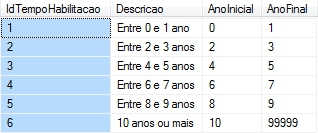 IdTempoHabilitacao Descricao AnoInicial AnoFinal
1 Entre 0 e 1 ano 0 1
2 Entre 2 e 3 anos 2 3
3 Entre 4 e 5 anos 4 5
4 Entre 6 e 7 anos 6 7
5 Entre 8 e 9 anos 8 9
6 10 anos ou mais 10 99999